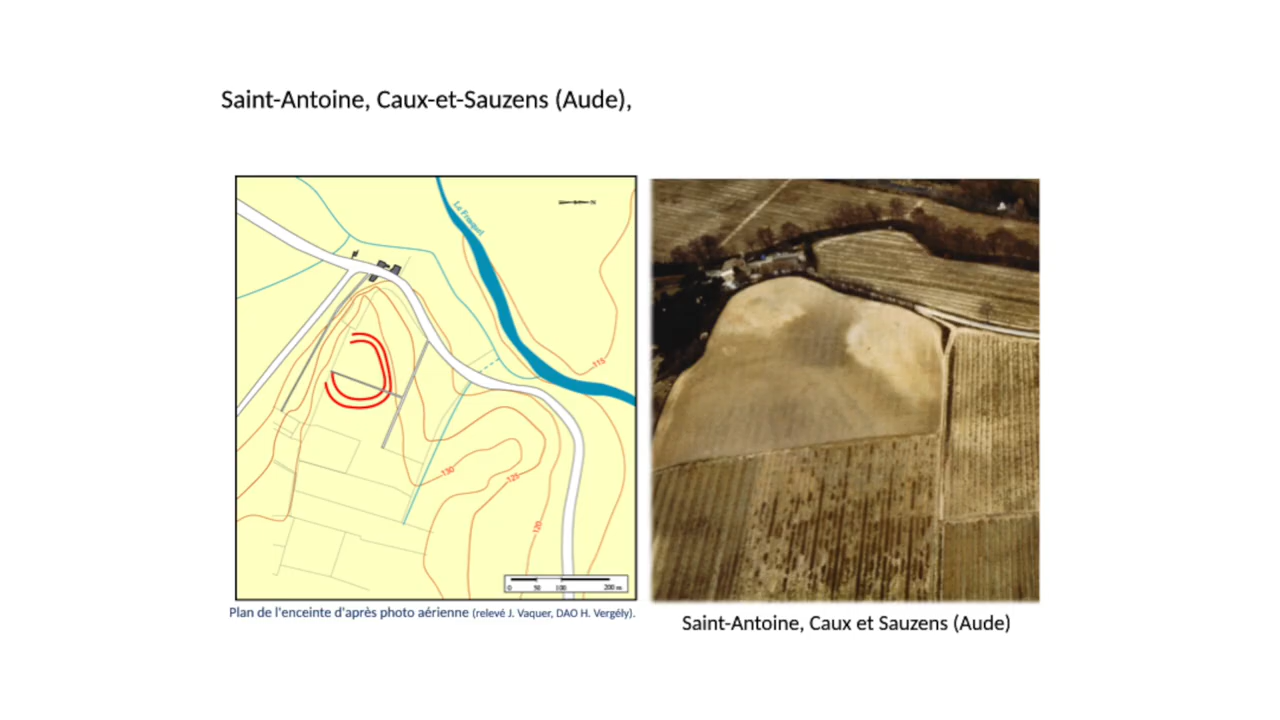 Saint-Antoine, Caux-et-Sauzens (Aude),
Le Fresquel
N
115
130
125
120
0 50 100 200 m
Plan de l'enceinte d'après photo aérienne (relevé J. Vaquer, DAO H. Vergély).
Saint-Antoine, Caux et Sauzens (Aude)